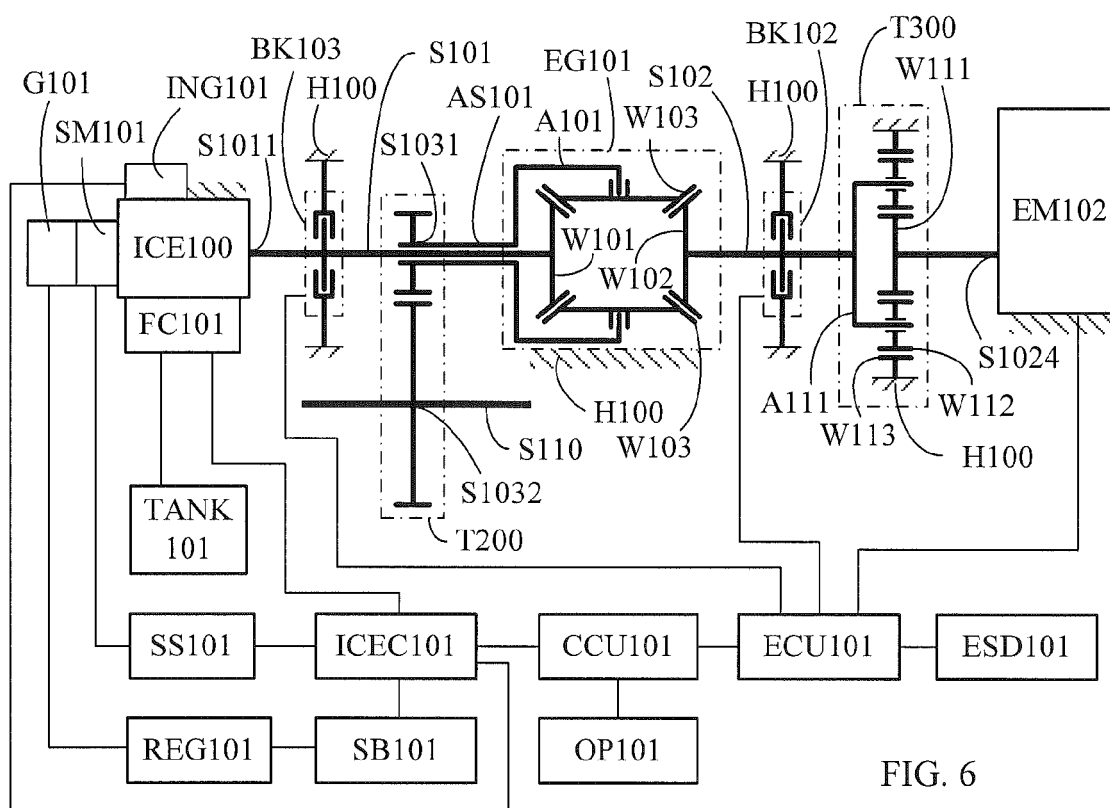 T300
BK103
S101
EG101
BK102
G101
ING101
H100
AS101
S102
H100
W111
SM101
S1011
S1031
A101
W103
ICE100
W101
W102
EM102
FC101
S1024
H100
A111
W112
S110
W103
W113
H100
S1032
TANK
101
T200
SS101
ICEC101
CCU101
ECU101
ESD101
REG101
SB101
OP101
FIG. 6